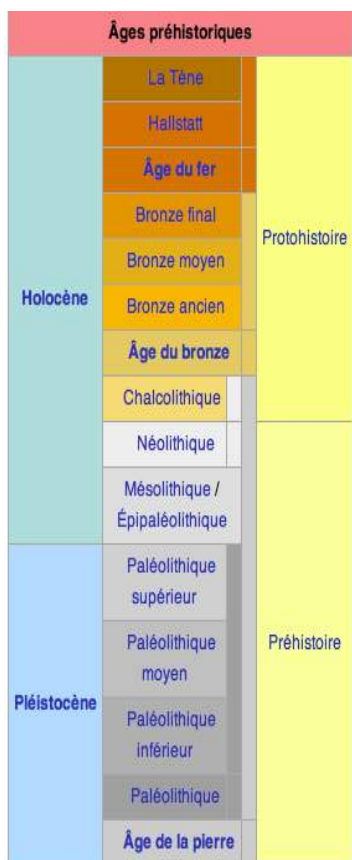 Âges préhistoriques
La Tène
Hallstatt
Âge du fer
Bronze final
Protohistoire
Bronze moyen
Holocène
Bronze ancien
Âge du bronze
Chalcolithique
Néolithique
Mésolithique /
Épipaléolithique
Paléolithique
supérieur
Paléolithique
moyen
Préhistoire
Pléistocène
Paléolithique
inférieur
Paléolithique
Âge de la pierre